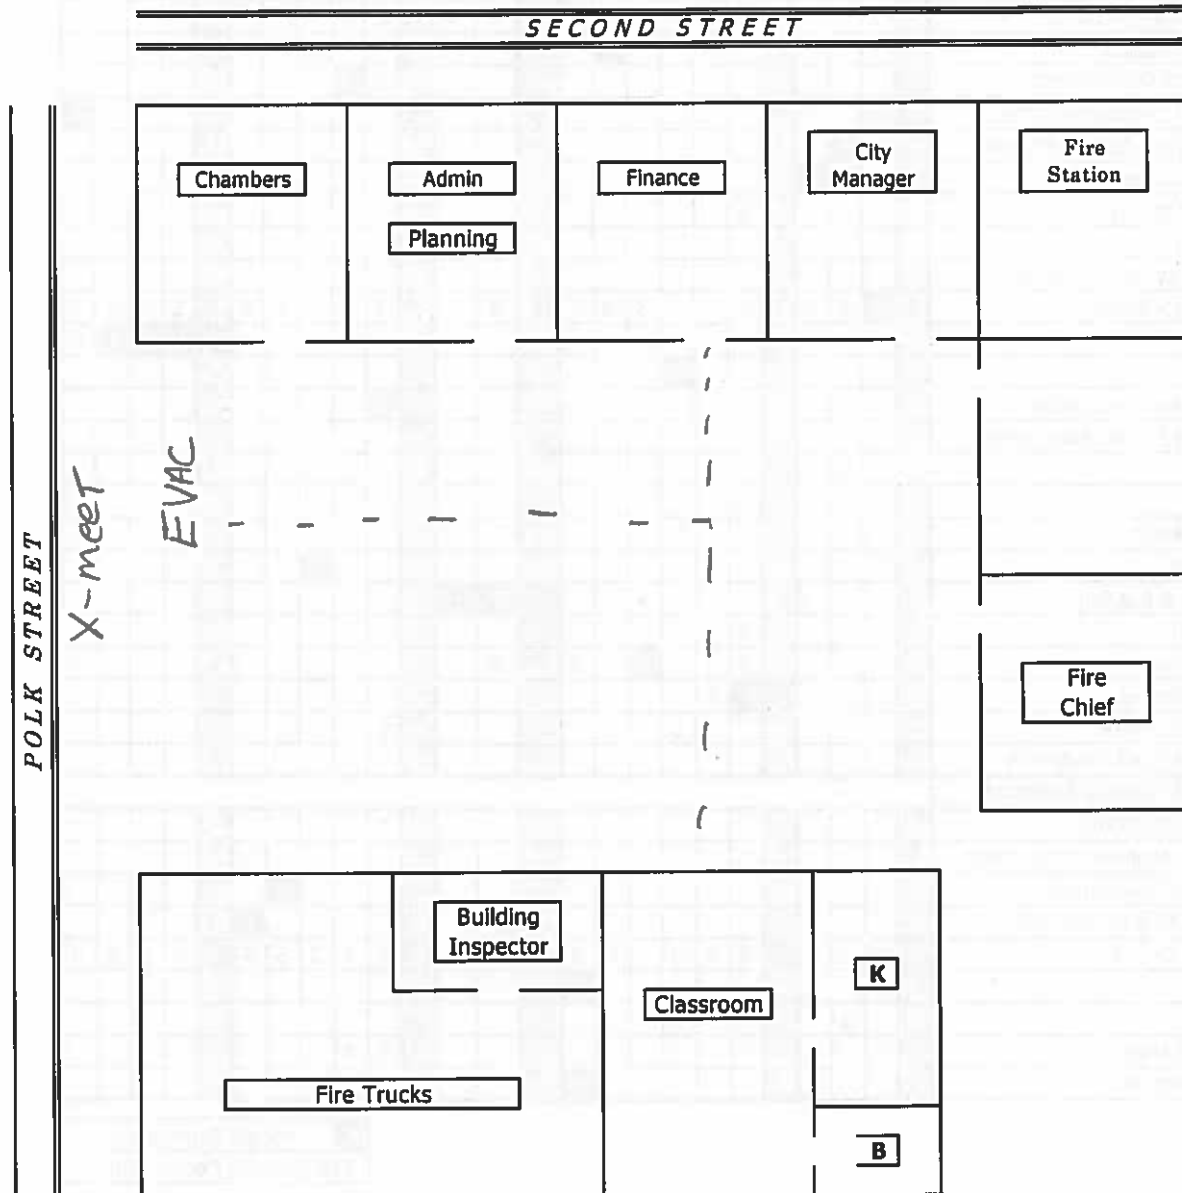 SECOND STREET
Chambers
Admin
Planning
Finance
City
Manager
Fire
Station
EVAC
X-meet
POLK STREET
Fire
Chief
Building
Inspector
Classroom
K
Fire Trucks
B